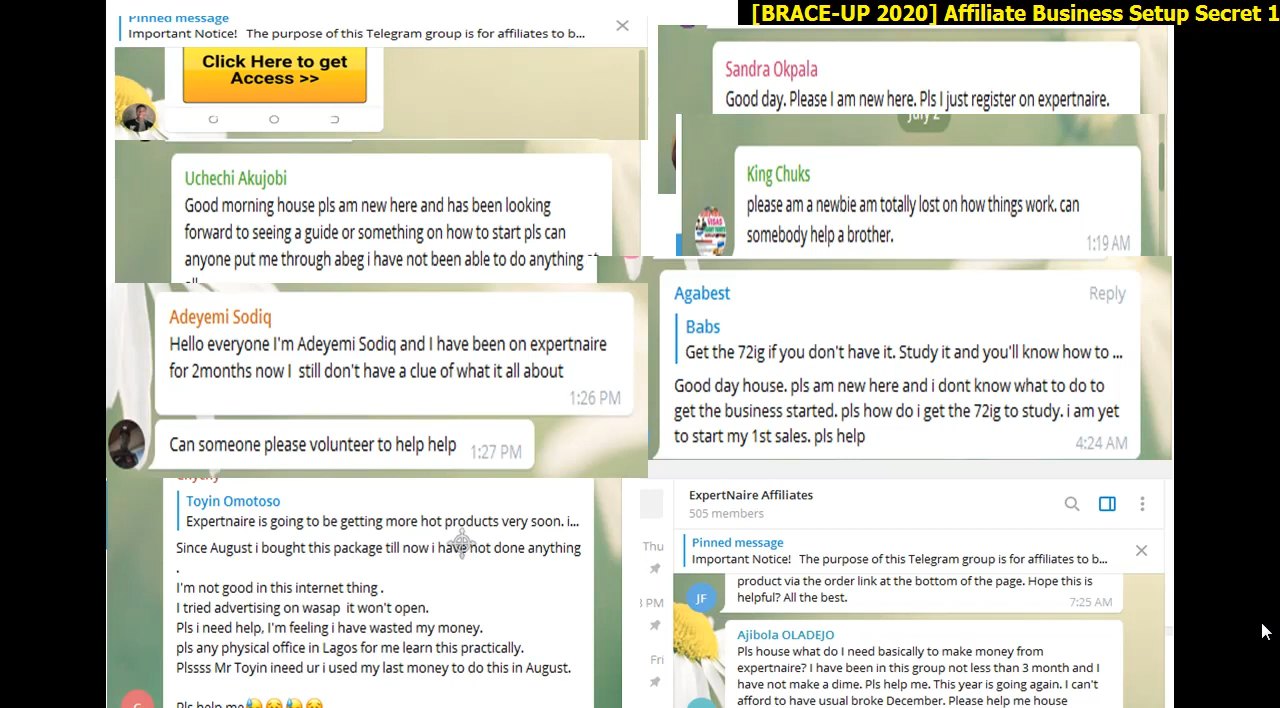 [BRACE-UP 2020] Affiliate Business Setup Secret 1
Pinned message
Important Notice!   The purpose of this Telegram group is for affiliates to b...
Click Here to get
Access >>
Sandra Okpala
Good day. Please I am new here. Pls I just register on expertnaire.
July 2
King Chuks
please am a newbie am totally lost on how things work. can
somebody help a brother.
1:19 AM
Uchechi Akujobi
Good morning house pls am new here and has been looking
forward to seeing a guide or something on how to start pls can
anyone put me through abeg i have not been able to do anything at
all
Adeyemi Sodiq
Hello everyone I'm Adeyemi Sodiq and I have been on expertnaire
for 2months now I  still don't have a clue of what it all about
1:26 PM
Can someone please volunteer to help help
1:27 PM
Agabest
Reply
Babs
Get the 72ig if you don't have it. Study it and you'll know how to ...
Good day house. pls am new here and i dont know what to do to
get the business started. pls how do i get the 72ig to study. i am yet
to start my 1st sales. pls help
4:24 AM
Toyin Omotoso
Expertnaire is going to be getting more hot products very soon. i...
Since August i bought this package till now i have not done anything
.
I'm not good in this internet thing .
I tried advertising on wasap  it won't open.
Pls i need help, I'm feeling i have wasted my money.
pls any physical office in Lagos for me learn this practically.
Plssss Mr Toyin ineed ur i used my last money to do this in August.
Pls help me😓😥😓😥
ExpertNaire Affiliates
505 members
Thu
PM
Fri
Pinned message
Important Notice!   The purpose of this Telegram group is for affiliates to b...
product via the order link at the bottom of the page. Hope this is
helpful? All the best.
7:25 AM
JF
Ajibola OLADEJO
Pls house what do I need basically to make money from
expertnaire? I have been in this group not less than 3 month and I
have not make a dime. Pls help me. This year is going again. I can't
afford to have usual broke December. Please help me house